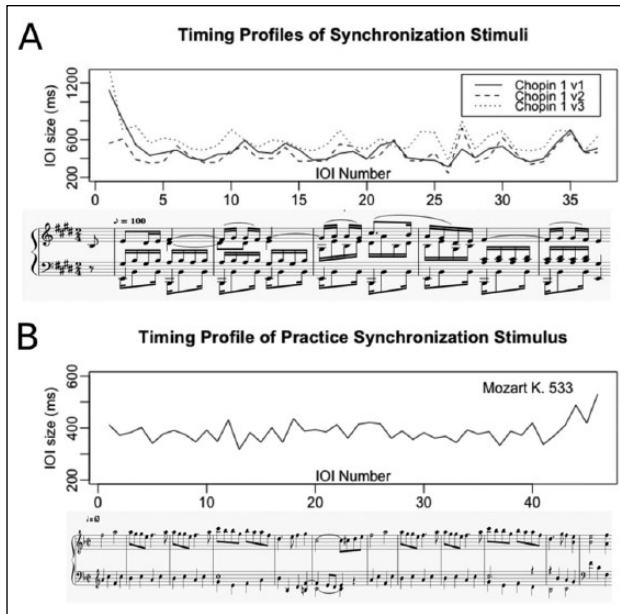 A
Timing Profiles of Synchronization Stimuli
IOI size (ms)
1200
600
200
Chopin 1 v1
Chopin 1 v2
Chopin 1 v3
IOI Number
0 5 10 15 20 25 30 35
♪ = 100
B
Timing Profile of Practice Synchronization Stimulus
IOI size (ms)
600
400
200
Mozart K. 533
IOI Number
0 10 20 30 40